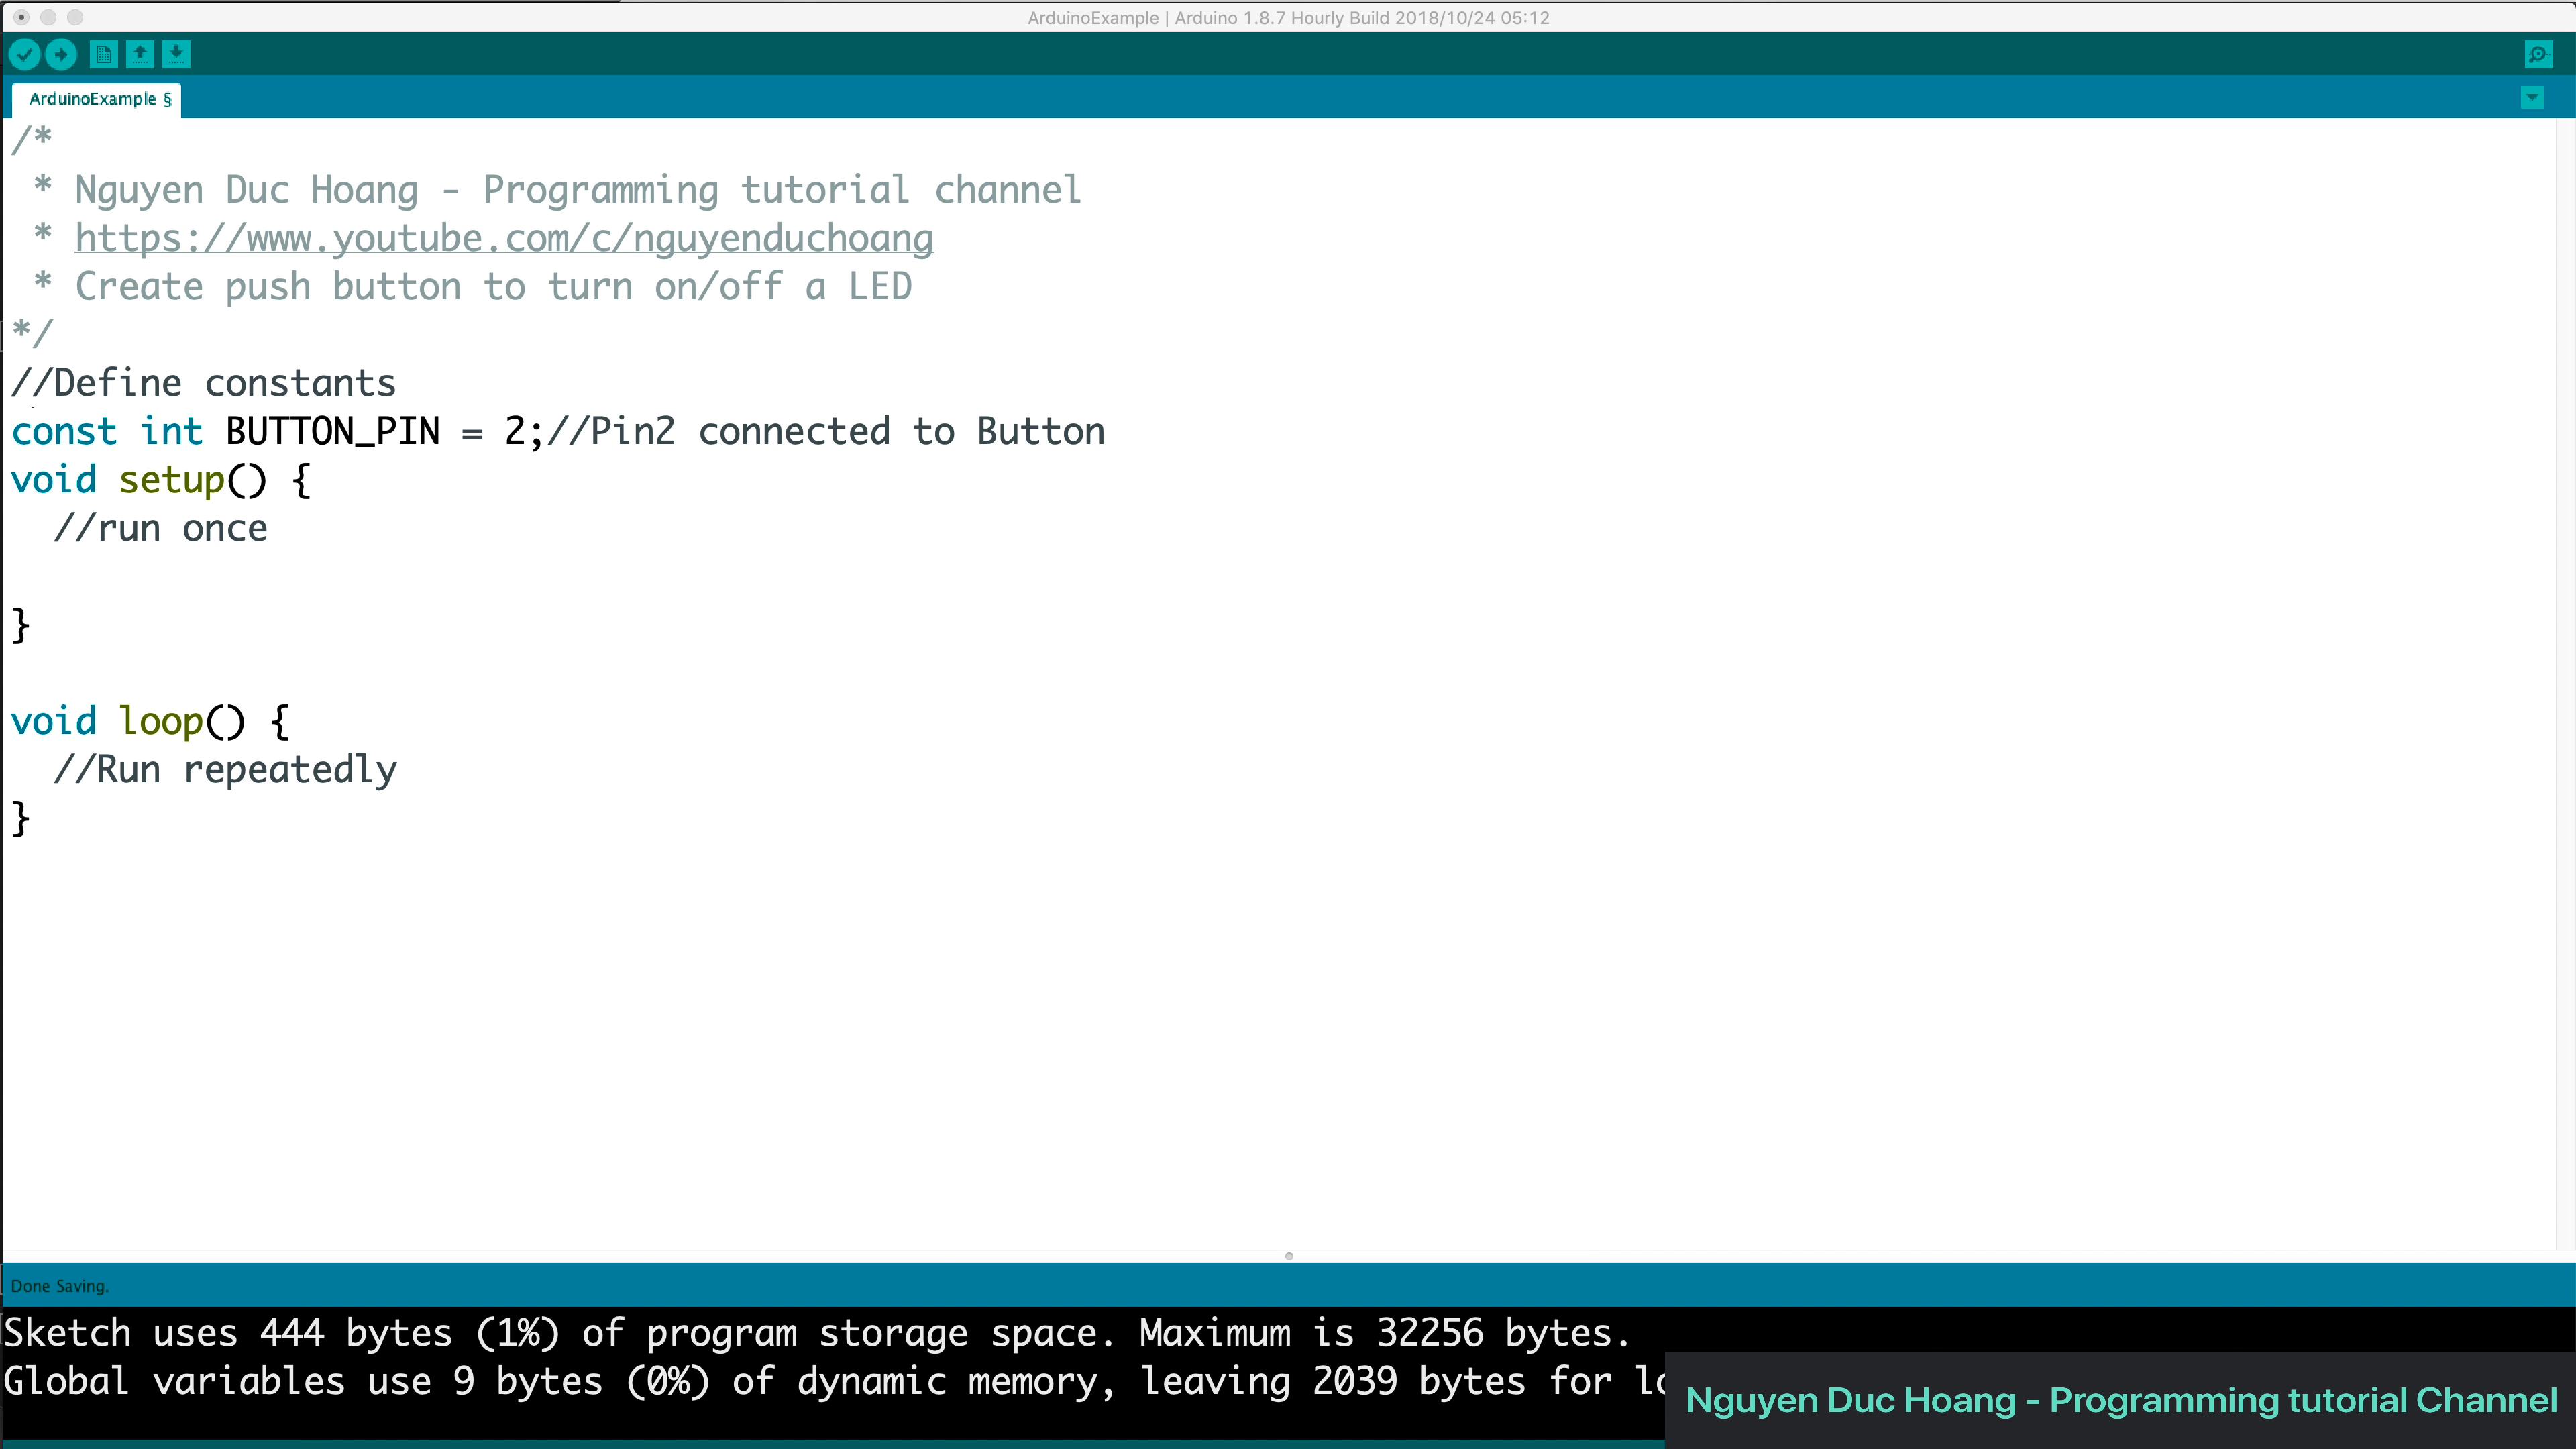 ArduinoExample | Arduino 1.8.7 Hourly Build 2018/10/24 05:12
ArduinoExample §
/*
 * Nguyen Duc Hoang - Programming tutorial channel
 * https://www.youtube.com/c/nguyenduchoang
 * Create push button to turn on/off a LED
*/
//Define constants
const int BUTTON_PIN = 2;//Pin2 connected to Button
void setup() {
  //run once
}
void loop() {
  //Run repeatedly
}
Done Saving.
Sketch uses 444 bytes (1%) of program storage space. Maximum is 32256 bytes.
Global variables use 9 bytes (0%) of dynamic memory, leaving 2039 bytes for
Nguyen Duc Hoang - Programming tutorial Channel